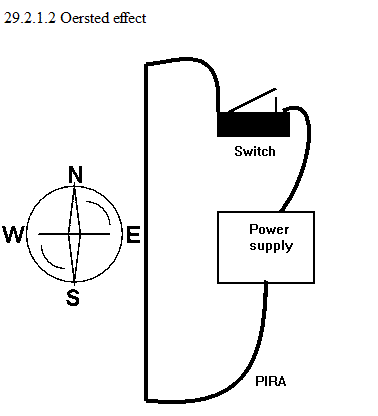 29.2.1.2 Oersted effect
Switch
N
W E
Power
supply
S
PIRA